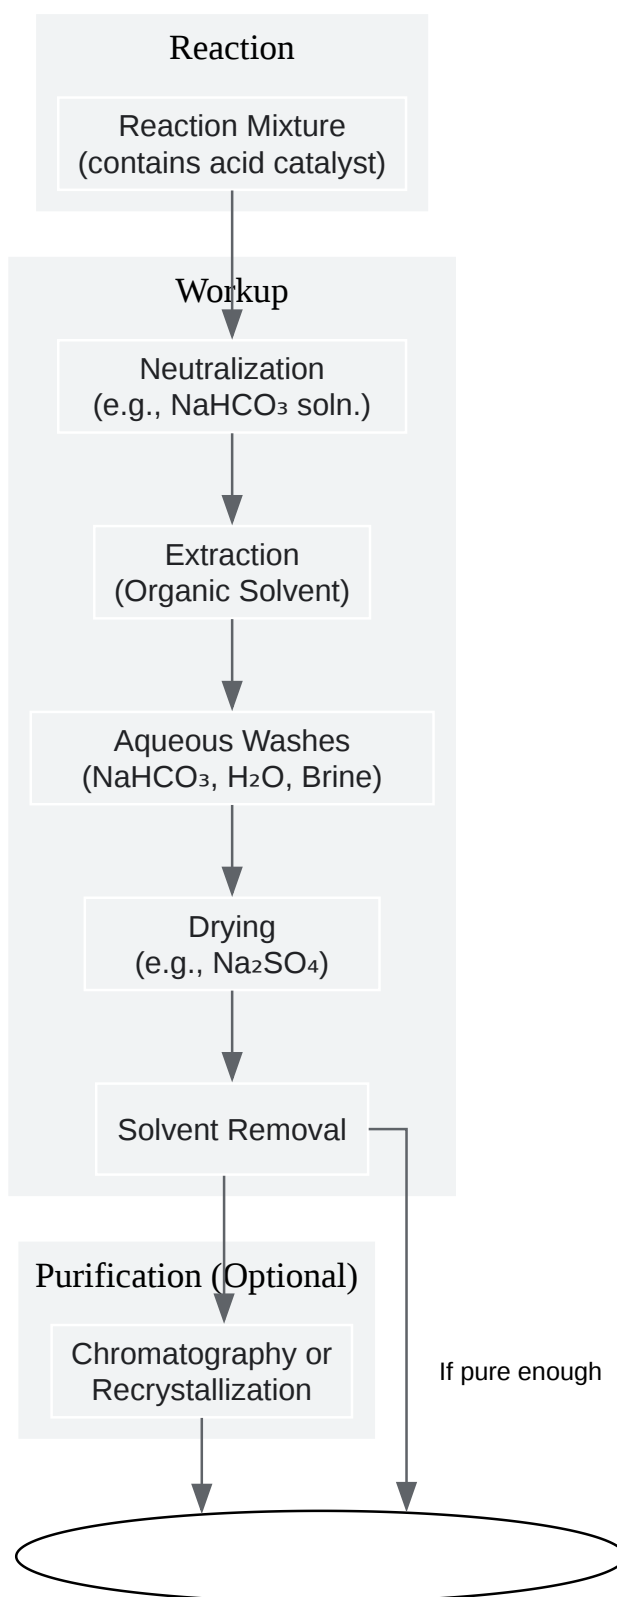 Reaction
Reaction Mixture
(contains acid catalyst)
Workup
Neutralization
(e.g., NaHCO₃ soln.)
Extraction
(Organic Solvent)
Aqueous Washes
(NaHCO₃, H₂O, Brine)
Drying
(e.g., Na₂SO₄)
Solvent Removal
Purification (Optional)
Chromatography or
Recrystallization
If pure enough